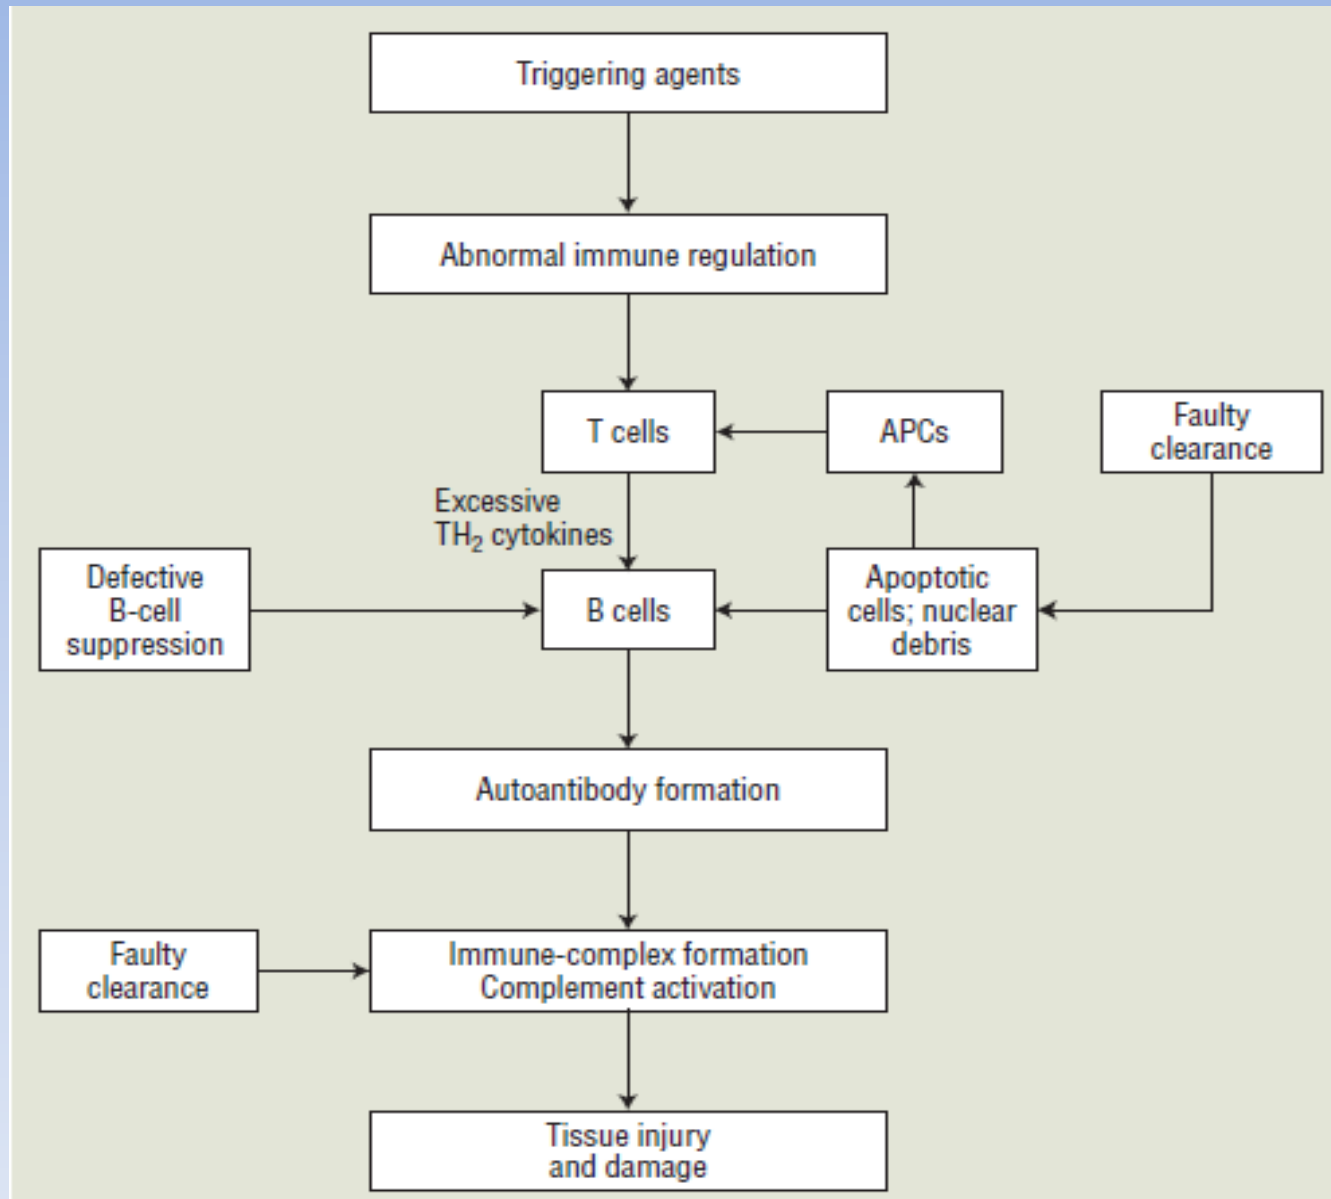 Triggering agents
Abnormal immune regulation
T cells
APCs
Faulty
clearance
Excessive
TH₂ cytokines
Defective
B-cell
suppression
B cells
Apoptotic
cells; nuclear
debris
Autoantibody formation
Faulty
clearance
Immune-complex formation
Complement activation
Tissue injury
and damage